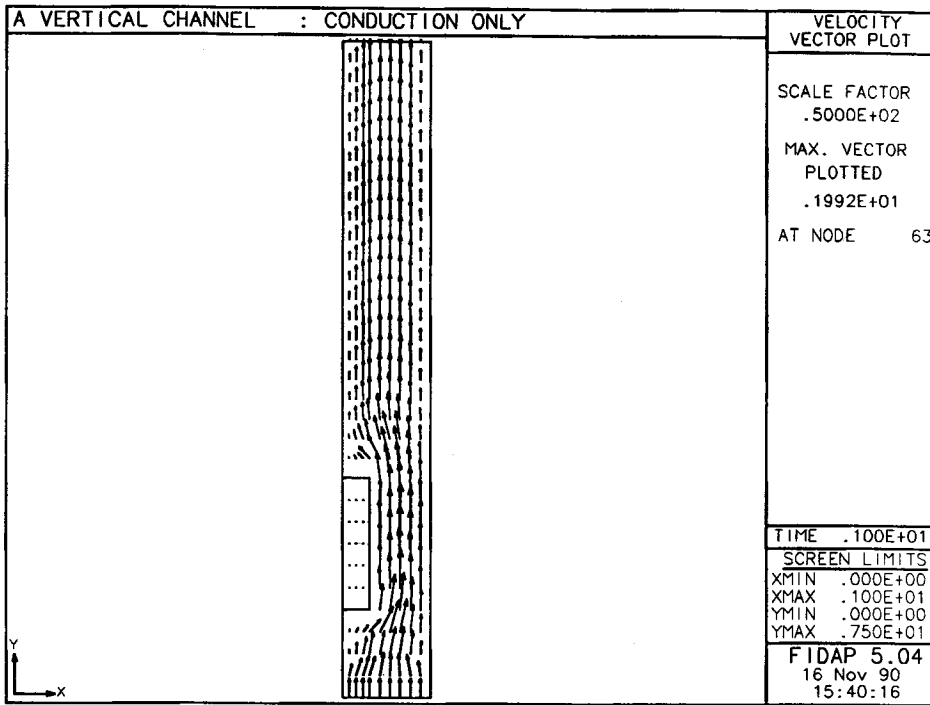 A VERTICAL CHANNEL : CONDUCTION ONLY
VELOCITY
VECTOR PLOT
SCALE FACTOR
.5000E+02
MAX. VECTOR
PLOTTED
.1992E+01
AT NODE 63
TIME .100E+01
SCREEN LIMITS
XMIN .000E+00
XMAX .100E+01
YMIN .000E+00
YMAX .750E+01
FIDAP 5.04
16 Nov 90
15:40:16
Y
X